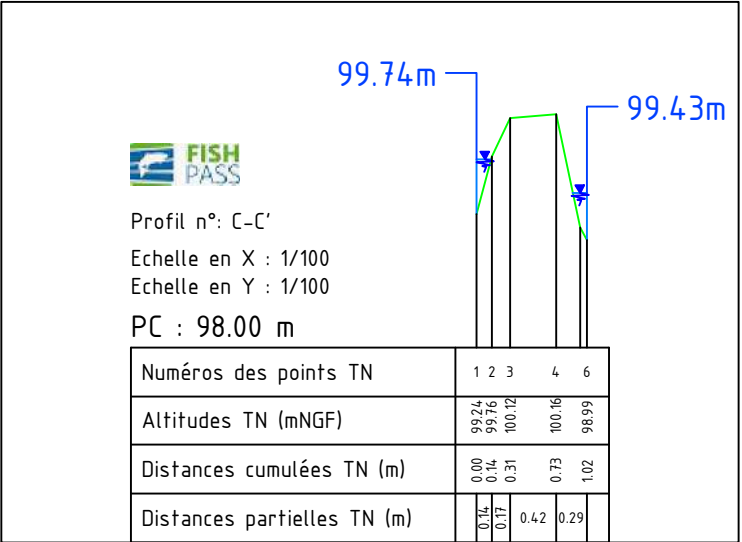 99.74m
99.43m
FISH
PASS
Profil n°: C-C'
Echelle en X : 1/100
Echelle en Y : 1/100
PC : 98.00 m
Numéros des points TN 1 2 3 4 6
Altitudes TN (mNGF) 99.24 99.76 100.12 100.16 98.99
Distances cumulées TN (m) 0.00 0.14 0.31 0.73 1.02
Distances partielles TN (m) 0.14 0.17 0.42 0.29